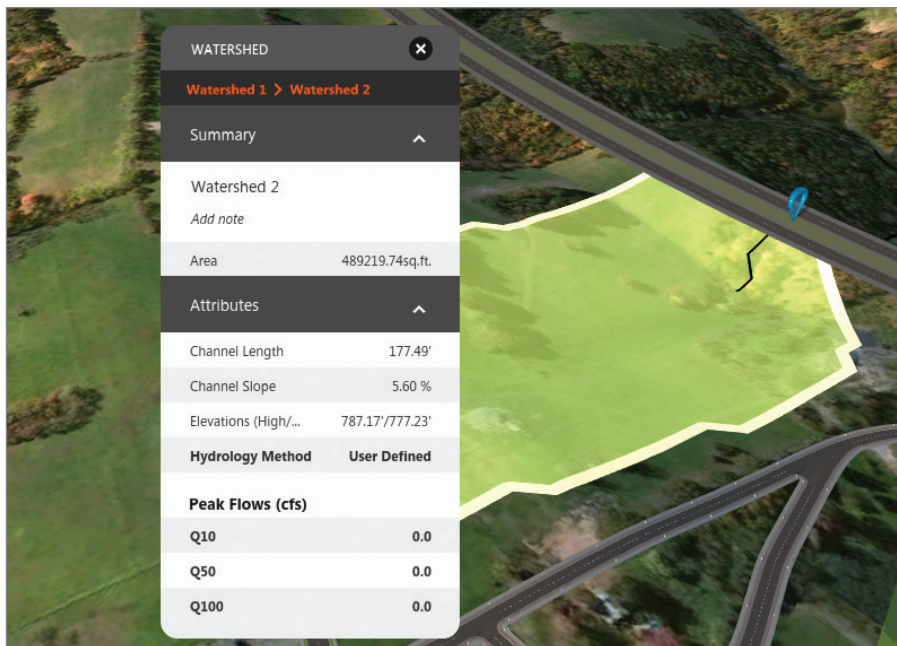 WATERSHED
Watershed 1 > Watershed 2
Summary
Watershed 2
Add note
Area 489219.74sq.ft.
Attributes
Channel Length 177.49'
Channel Slope 5.60 %
Elevations (High/... 787.17'/777.23'
Hydrology Method User Defined
Peak Flows (cfs)
Q10 0.0
Q50 0.0
Q100 0.0